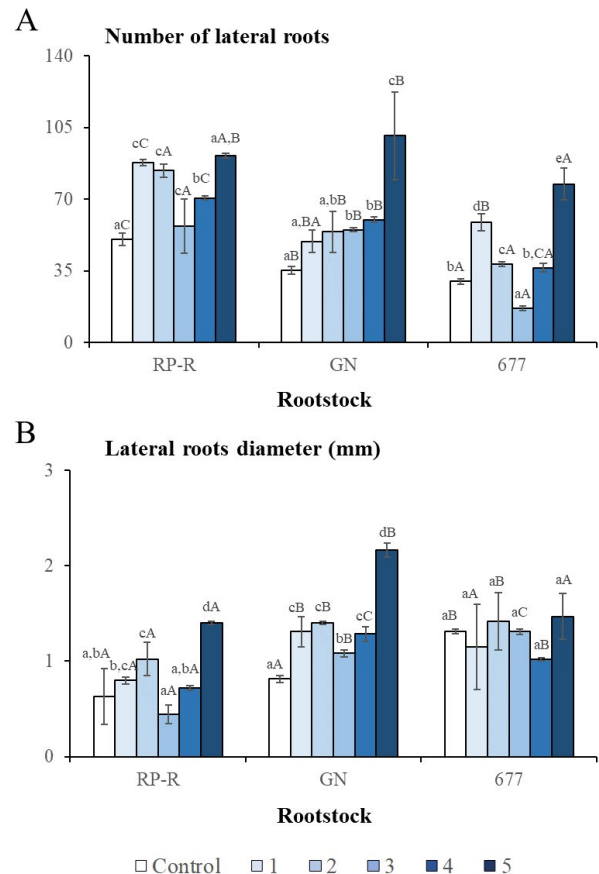 A
Number of lateral roots
140
105
70
35
0
aC cC cA cA bC aA,B
aB a,BA a,bB bB bB cB
bA dB cA aA b,CA eA
RP-R GN 677
Rootstock
B
Lateral roots diameter (mm)
3
2
1
0
a,bA b,cA cA aA a,bA dA
aA cB cB bB cC dB
aB aA aB aC aB aA
RP-R GN 677
Rootstock
Control 1 2 3 4 5